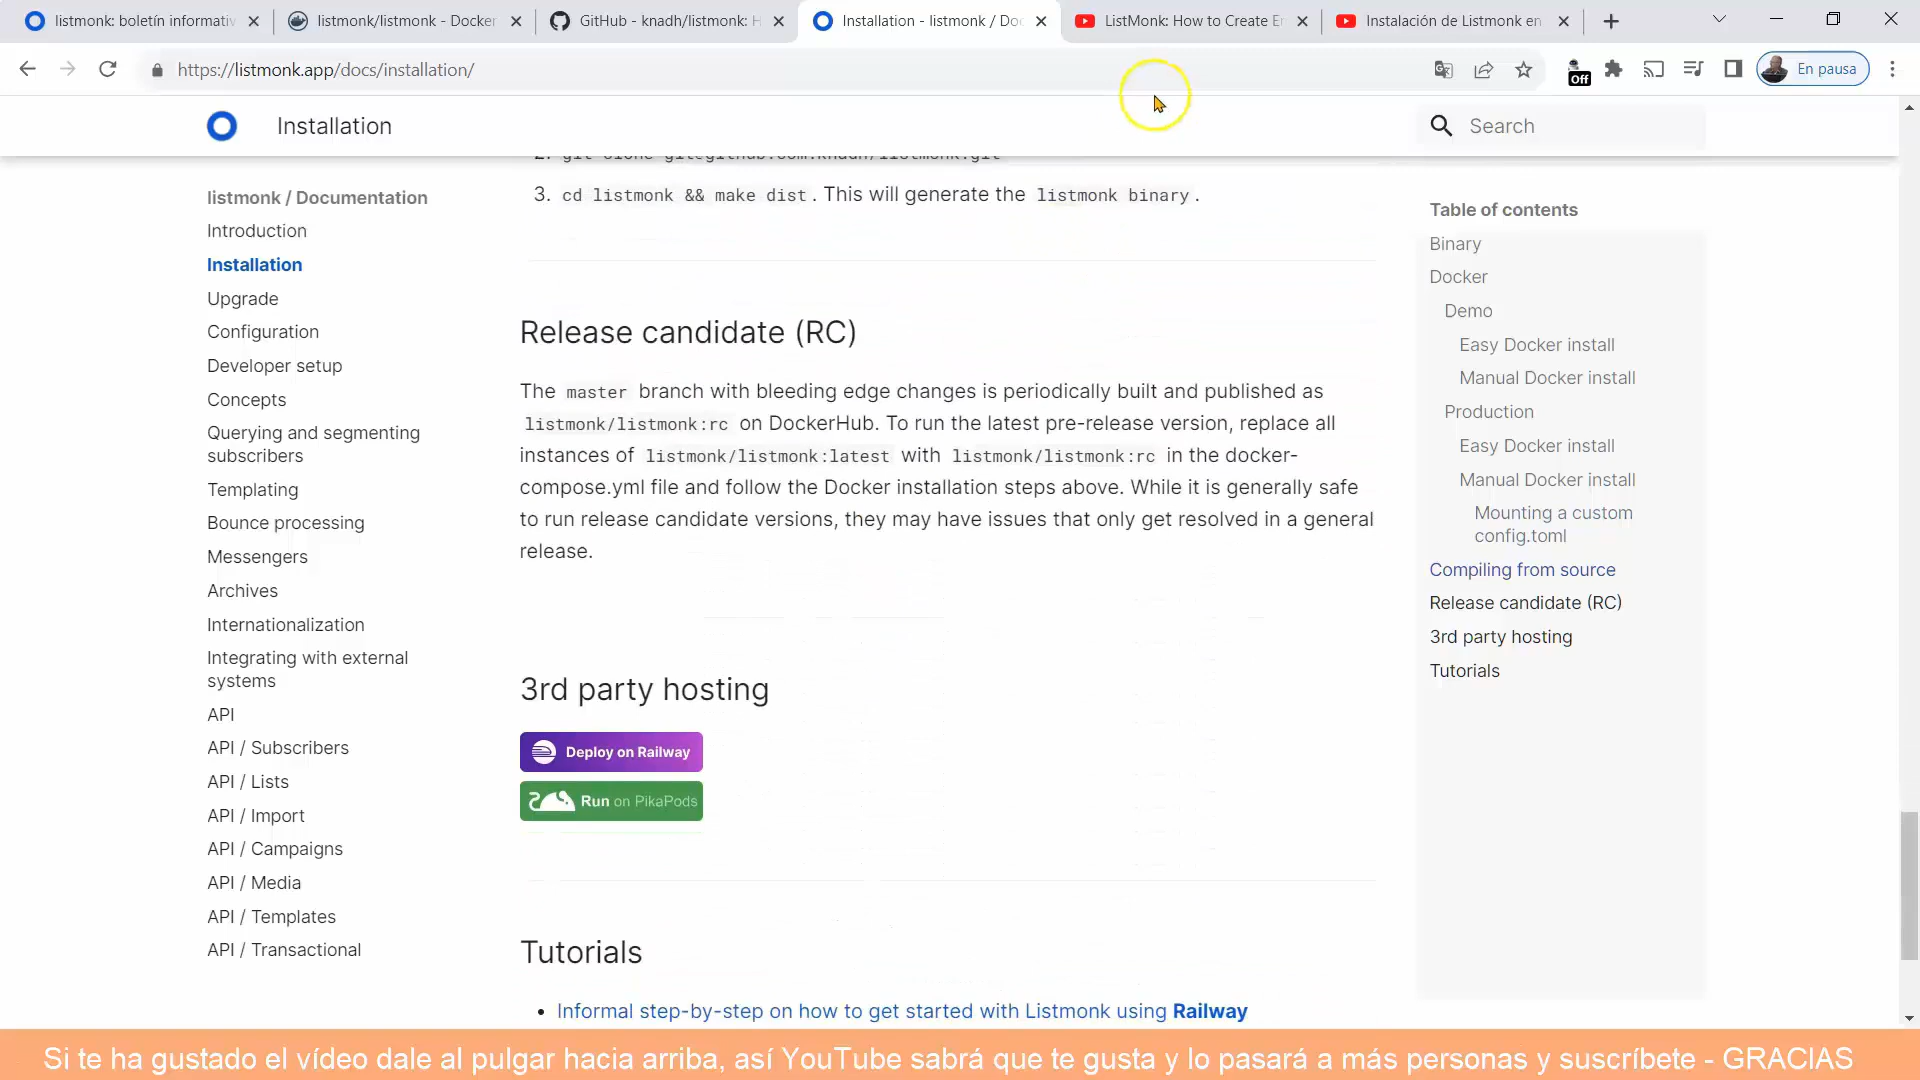 listmonk: boletín informativ
listmonk/listmonk - Docker
GitHub - knadh/listmonk: H
Installation - listmonk / Doc
ListMonk: How to Create E
Instalación de Listmonk en
https://listmonk.app/docs/installation/
Off
En pausa
Installation
Search
2. git clone git@github.com:knadh/listmonk.git
3. cd listmonk && make dist. This will generate the listmonk binary.
listmonk / Documentation
Introduction
Installation
Upgrade
Configuration
Developer setup
Concepts
Querying and segmenting
subscribers
Templating
Bounce processing
Messengers
Archives
Internationalization
Integrating with external
systems
API
API / Subscribers
API / Lists
API / Import
API / Campaigns
API / Media
API / Templates
API / Transactional
Release candidate (RC)
The master branch with bleeding edge changes is periodically built and published as
listmonk/listmonk:rc on DockerHub. To run the latest pre-release version, replace all
instances of listmonk/listmonk:latest with listmonk/listmonk:rc in the docker-
compose.yml file and follow the Docker installation steps above. While it is generally safe
to run release candidate versions, they may have issues that only get resolved in a general
release.
3rd party hosting
Deploy on Railway
Run on PikaPods
Tutorials
• Informal step-by-step on how to get started with Listmonk using Railway
Table of contents
Binary
Docker
Demo
Easy Docker install
Manual Docker install
Production
Easy Docker install
Manual Docker install
Mounting a custom
config.toml
Compiling from source
Release candidate (RC)
3rd party hosting
Tutorials
Si te ha gustado el vídeo dale al pulgar hacia arriba, así YouTube sabrá que te gusta y lo pasará a más personas y suscríbete - GRACIAS